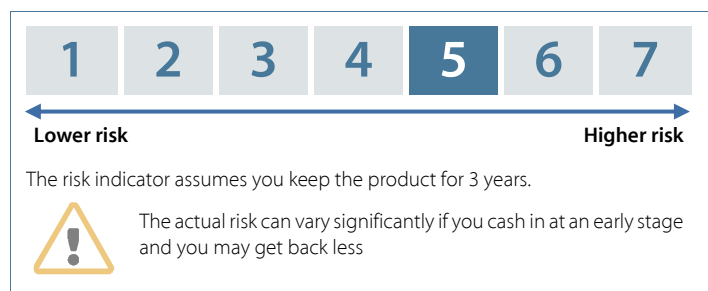 1 2 3 4 5 6 7
Lower risk Higher risk
The risk indicator assumes you keep the product for 3 years.
The actual risk can vary significantly if you cash in at an early stage
and you may get back less